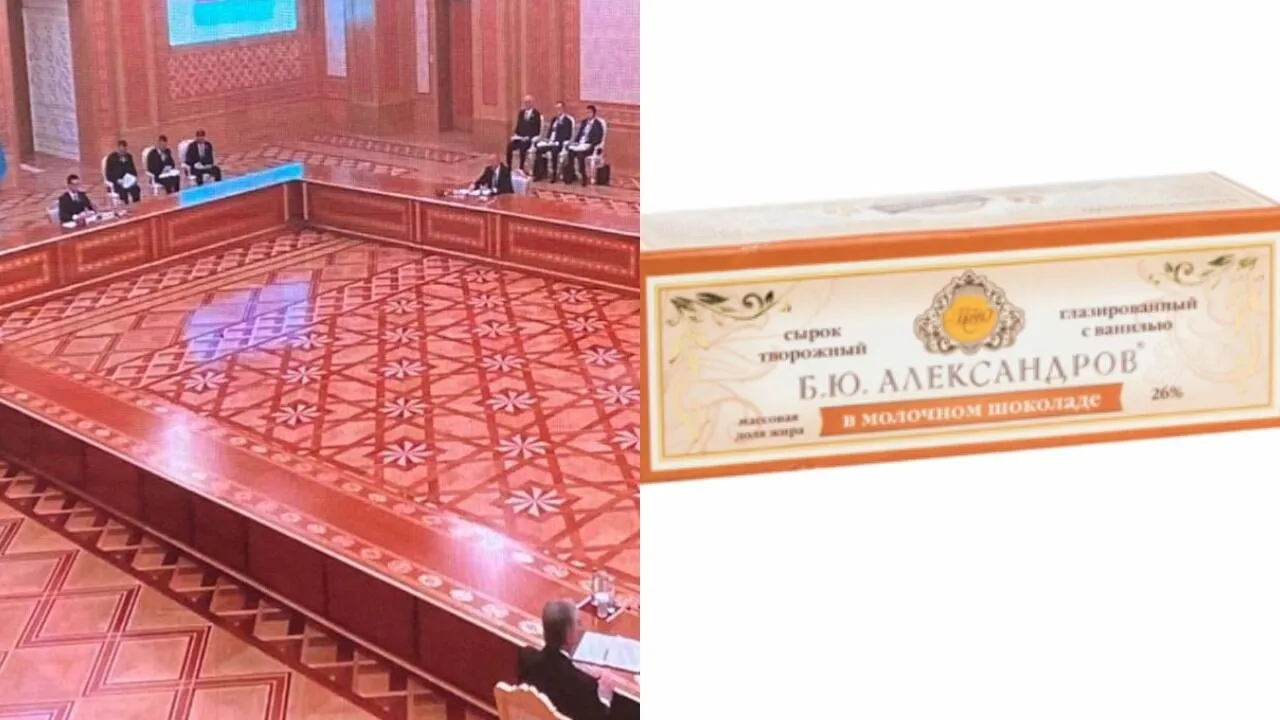 сырок
творожный
глазированный
с ванилью
Б.Ю. АЛЕКСАНДРОВ®
в молочном шоколаде
массовая
доля жира
26%